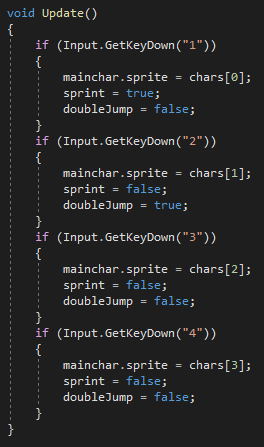 void Update()
{
    if (Input.GetKeyDown("1"))
    {
        mainchar.sprite = chars[0];
        sprint = true;
        doubleJump = false;
    }
    if (Input.GetKeyDown("2"))
    {
        mainchar.sprite = chars[1];
        sprint = false;
        doubleJump = true;
    }
    if (Input.GetKeyDown("3"))
    {
        mainchar.sprite = chars[2];
        sprint = false;
        doubleJump = false;
    }
    if (Input.GetKeyDown("4"))
    {
        mainchar.sprite = chars[3];
        sprint = false;
        doubleJump = false;
    }
}